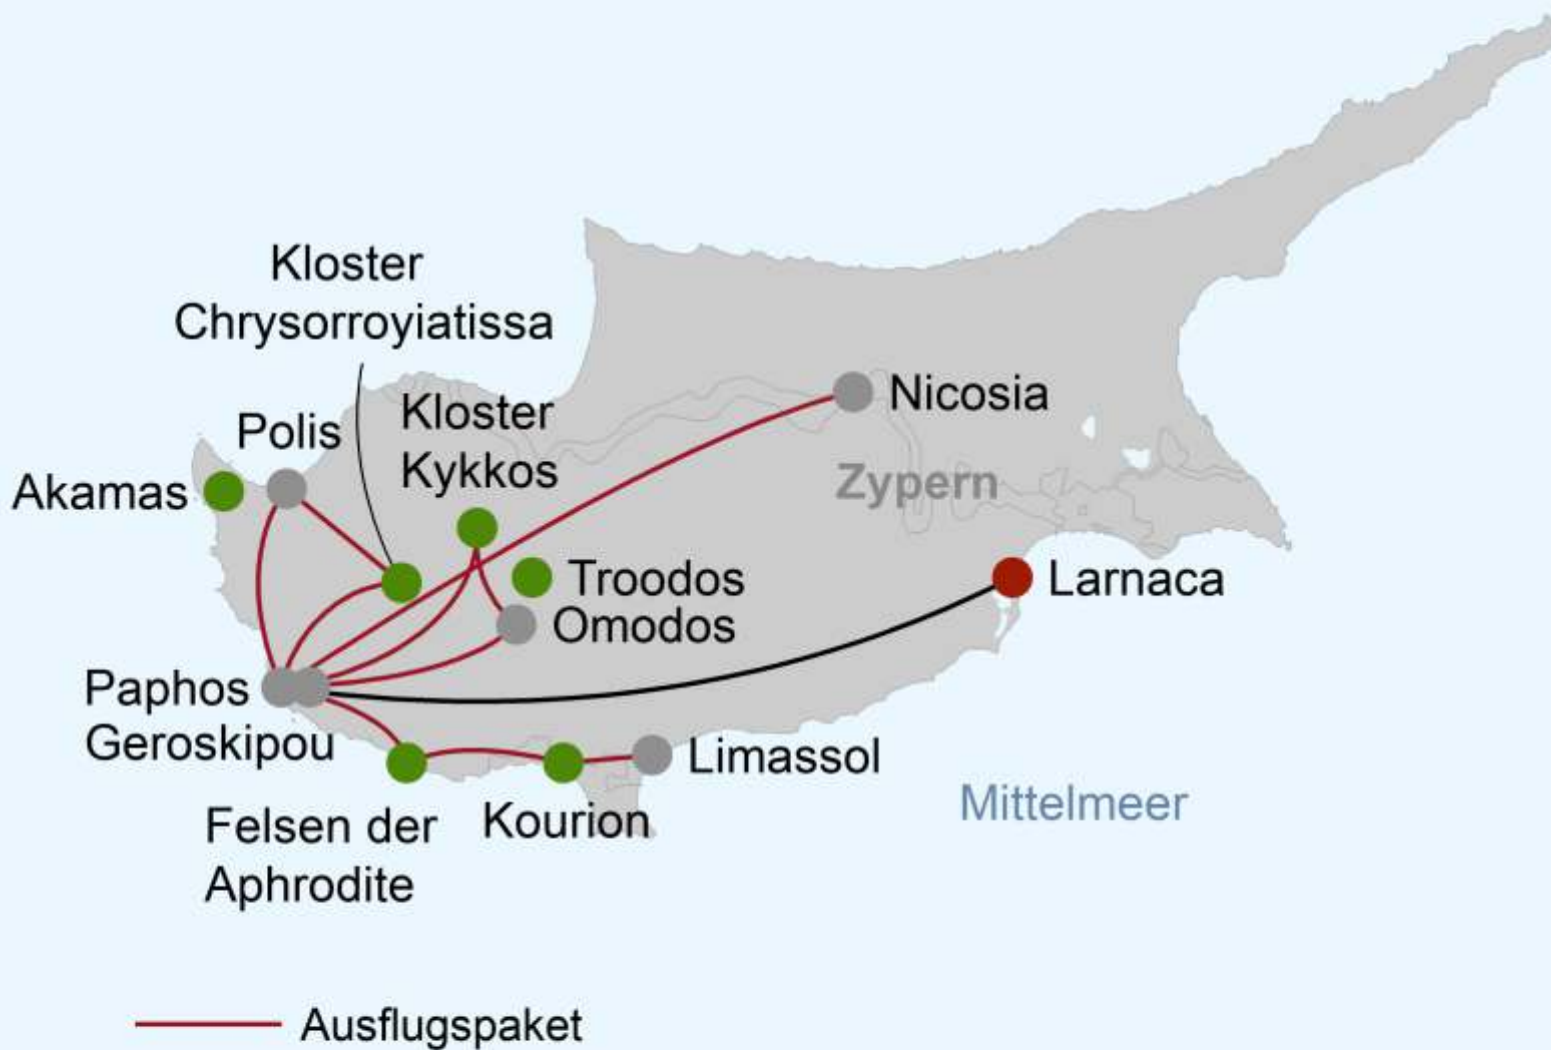 Kloster
Chrysorroyiatissa
Kloster
Kykkos
Nicosia
Polis
Zypern
Akamas
Troodos
Larnaca
Omodos
Paphos
Geroskipou
Limassol
Mittelmeer
Felsen der
Aphrodite
Kourion
Ausflugspaket